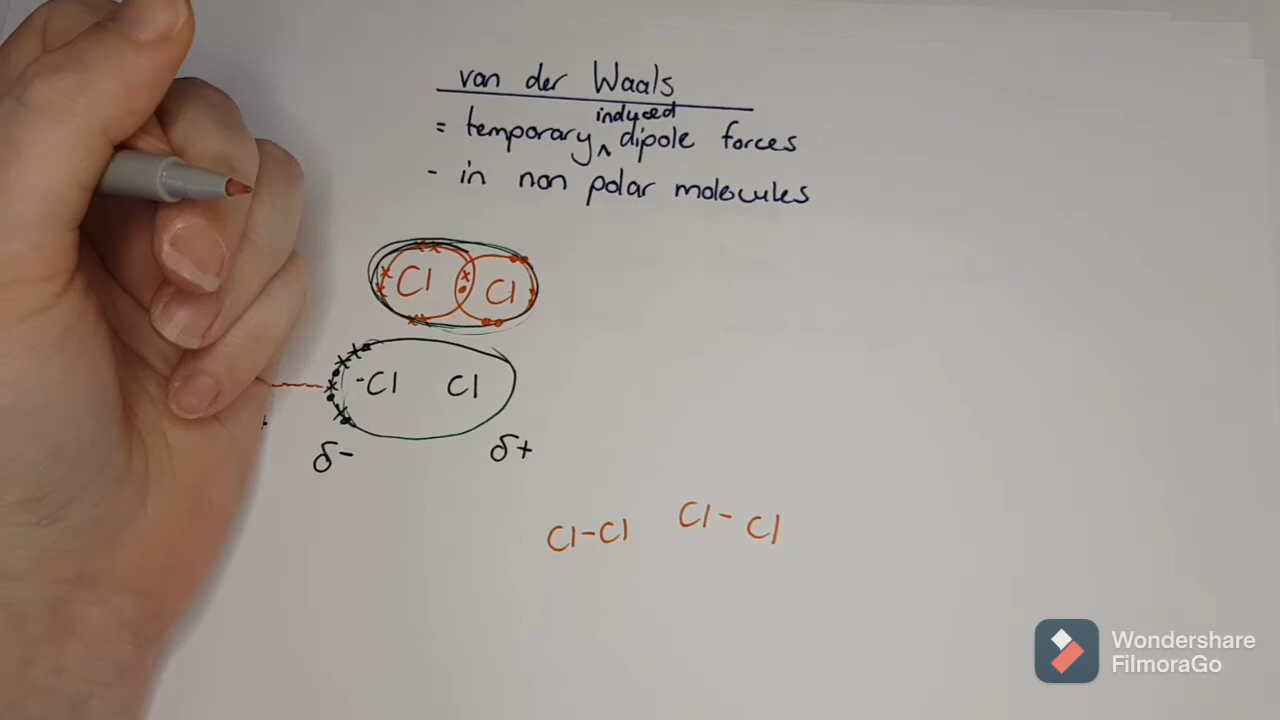 van der Waals
= temporary induced dipole forces
- in non polar molecules
Cl Cl
-Cl Cl
δ- δ+
Cl-Cl Cl-Cl
Wondershare
FilmoraGo